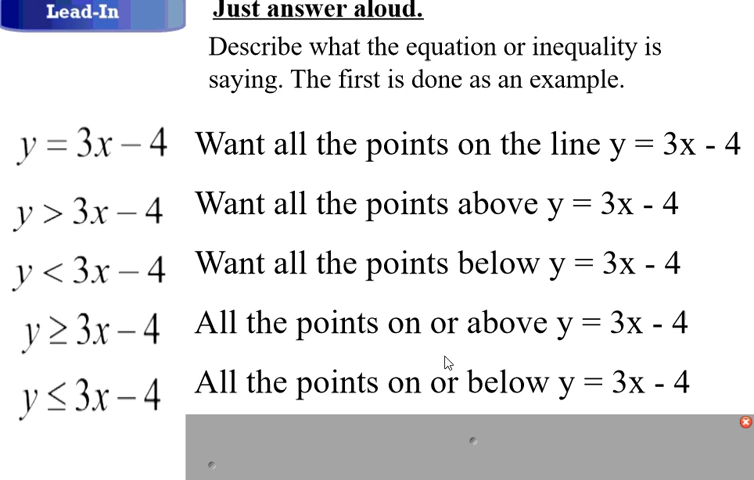 Lead-In
Just answer aloud.
Describe what the equation or inequality is
saying. The first is done as an example.
y = 3x − 4 Want all the points on the line y = 3x - 4
y > 3x − 4 Want all the points above y = 3x - 4
y < 3x − 4 Want all the points below y = 3x - 4
y ≥ 3x − 4 All the points on or above y = 3x - 4
y ≤ 3x − 4 All the points on or below y = 3x - 4